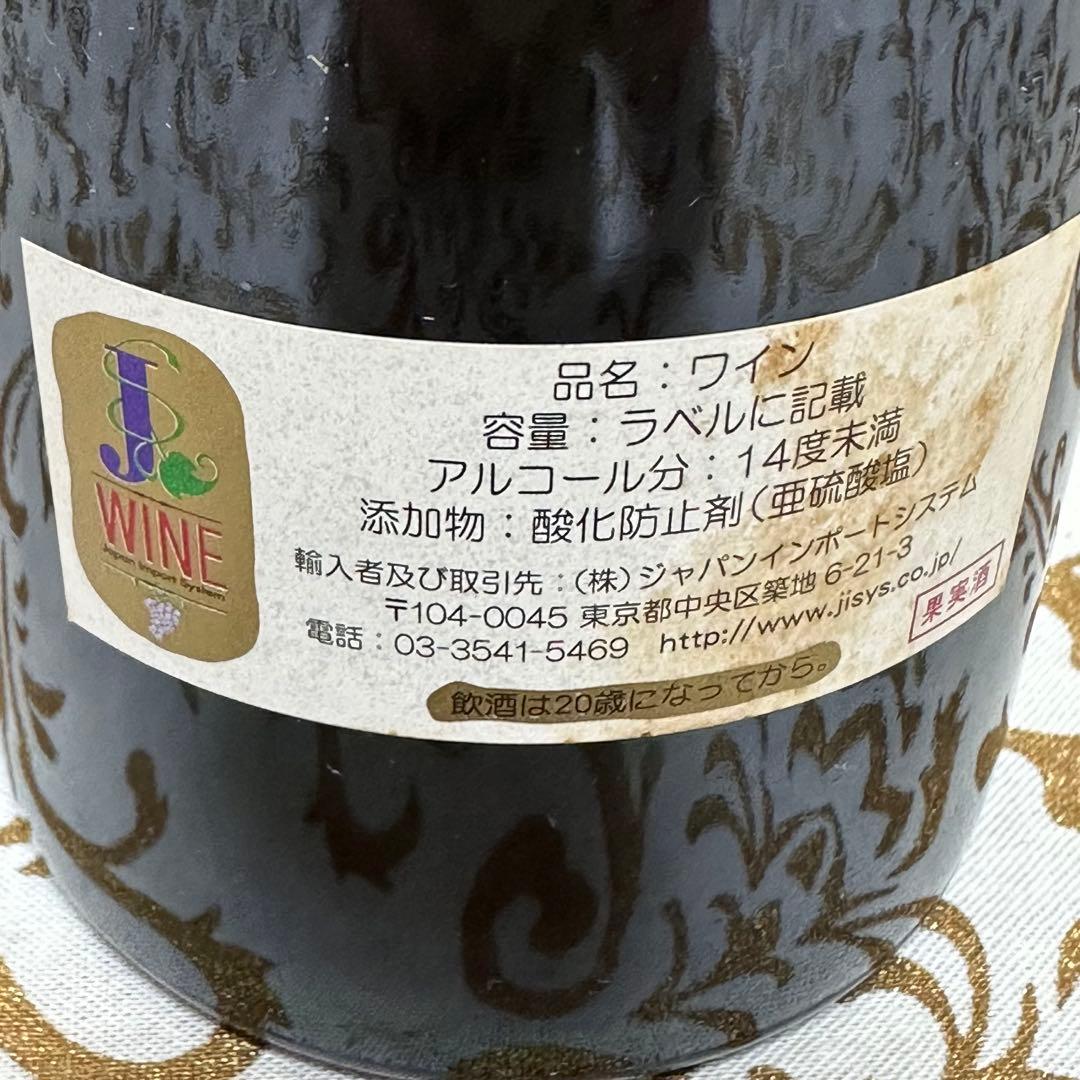 JIS
WINE
Japan Import System
品名：ワイン
容量：ラベルに記載
アルコール分：14度未満
添加物：酸化防止剤（亜硫酸塩）
輸入者及び取引先：（株）ジャパンインポートシステム
〒104-0045 東京都中央区築地 6-21-3
電話：03-3541-5469 http://www.jisys.co.jp/
果実酒
飲酒は20歳になってから。